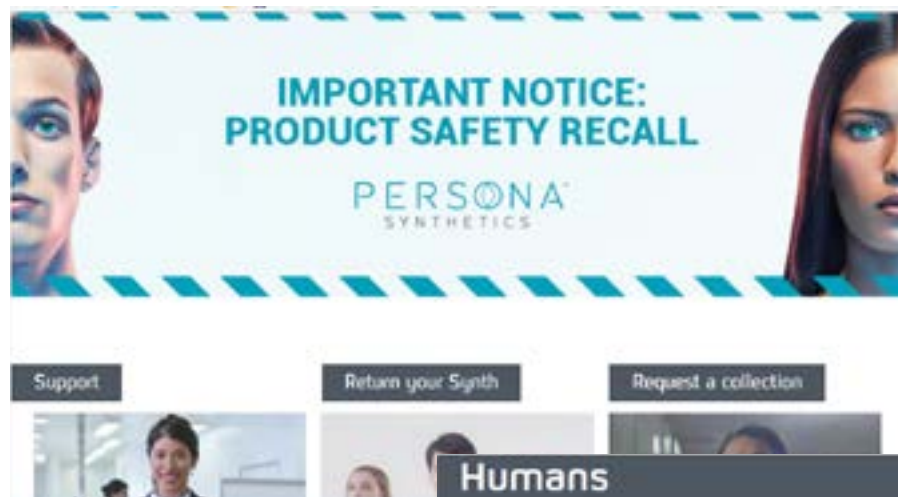 IMPORTANT NOTICE:
PRODUCT SAFETY RECALL
PERSONA
SYNTHETICS
Support
Return your Synth
Request a collection
Humans